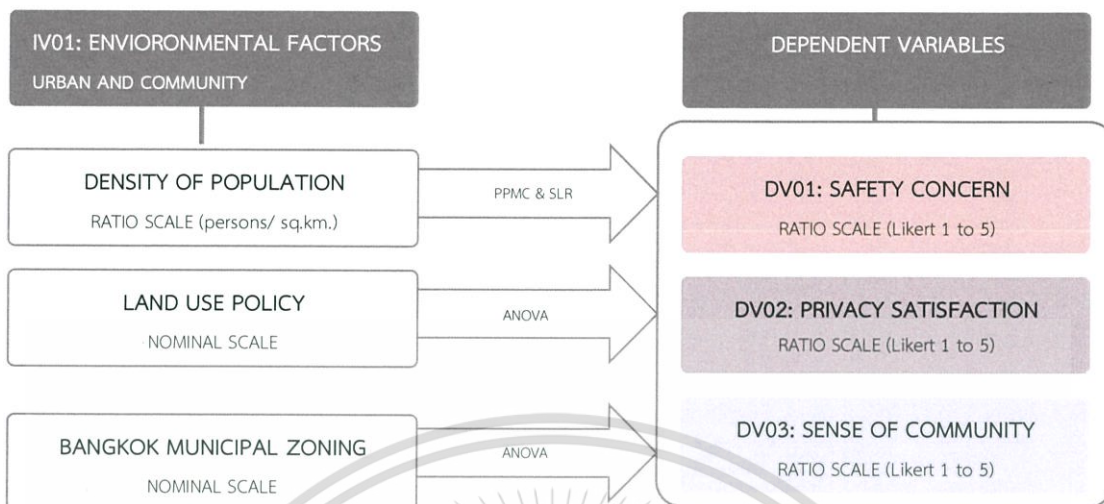 IV01: ENVIORONMENTAL FACTORS
URBAN AND COMMUNITY
DEPENDENT VARIABLES
DENSITY OF POPULATION
RATIO SCALE (persons/ sq.km.)
PPMC & SLR
DV01: SAFETY CONCERN
RATIO SCALE (Likert 1 to 5)
LAND USE POLICY
NOMINAL SCALE
ANOVA
DV02: PRIVACY SATISFACTION
RATIO SCALE (Likert 1 to 5)
BANGKOK MUNICIPAL ZONING
NOMINAL SCALE
ANOVA
DV03: SENSE OF COMMUNITY
RATIO SCALE (Likert 1 to 5)